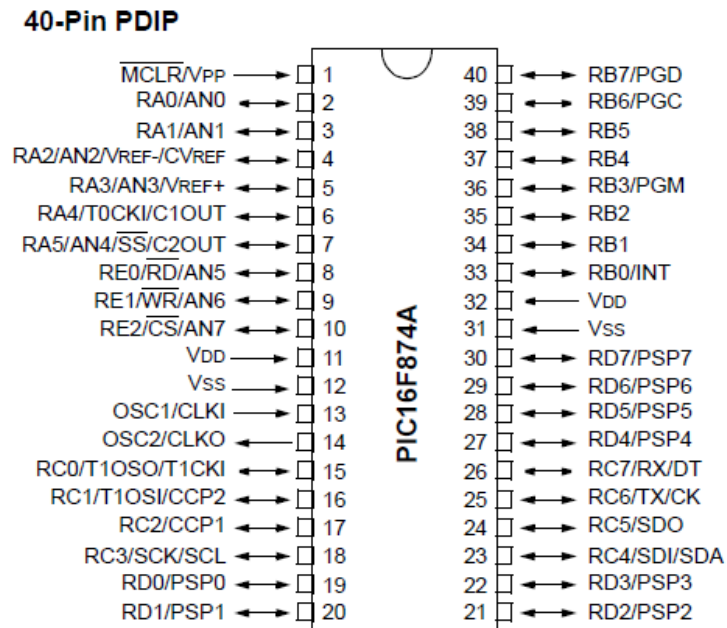 40-Pin PDIP
MCLR/VPP 1 40 RB7/PGD
RA0/AN0 2 39 RB6/PGC
RA1/AN1 3 38 RB5
RA2/AN2/VREF-/CVREF 4 37 RB4
RA3/AN3/VREF+ 5 36 RB3/PGM
RA4/T0CKI/C1OUT 6 35 RB2
RA5/AN4/SS/C2OUT 7 34 RB1
RE0/RD/AN5 8 33 RB0/INT
RE1/WR/AN6 9 32 VDD
RE2/CS/AN7 10 31 VSS
VDD 11 30 RD7/PSP7
VSS 12 29 RD6/PSP6
OSC1/CLKI 13 28 RD5/PSP5
OSC2/CLKO 14 27 RD4/PSP4
RC0/T1OSO/T1CKI 15 26 RC7/RX/DT
RC1/T1OSI/CCP2 16 25 RC6/TX/CK
RC2/CCP1 17 24 RC5/SDO
RC3/SCK/SCL 18 23 RC4/SDI/SDA
RD0/PSP0 19 22 RD3/PSP3
RD1/PSP1 20 21 RD2/PSP2
PIC16F874A